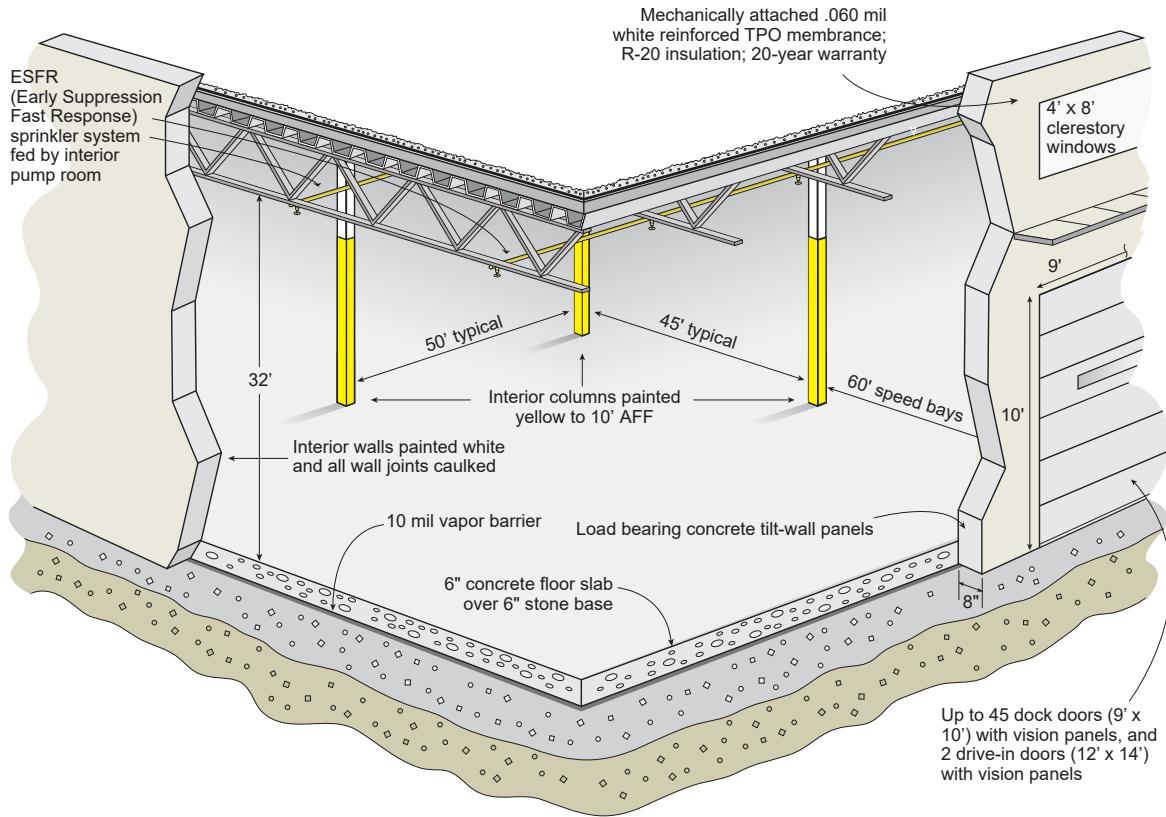 Mechanically attached .060 mil
white reinforced TPO membrance;
R-20 insulation; 20-year warranty
ESFR
(Early Suppression
Fast Response)
sprinkler system
fed by interior
pump room
4' x 8'
clerestory
windows
9'
50' typical
45' typical
32'
Interior columns painted
yellow to 10' AFF
60' speed bays
10'
Interior walls painted white
and all wall joints caulked
10 mil vapor barrier
Load bearing concrete tilt-wall panels
6" concrete floor slab
over 6" stone base
8"
Up to 45 dock doors (9' x
10') with vision panels, and
2 drive-in doors (12' x 14')
with vision panels